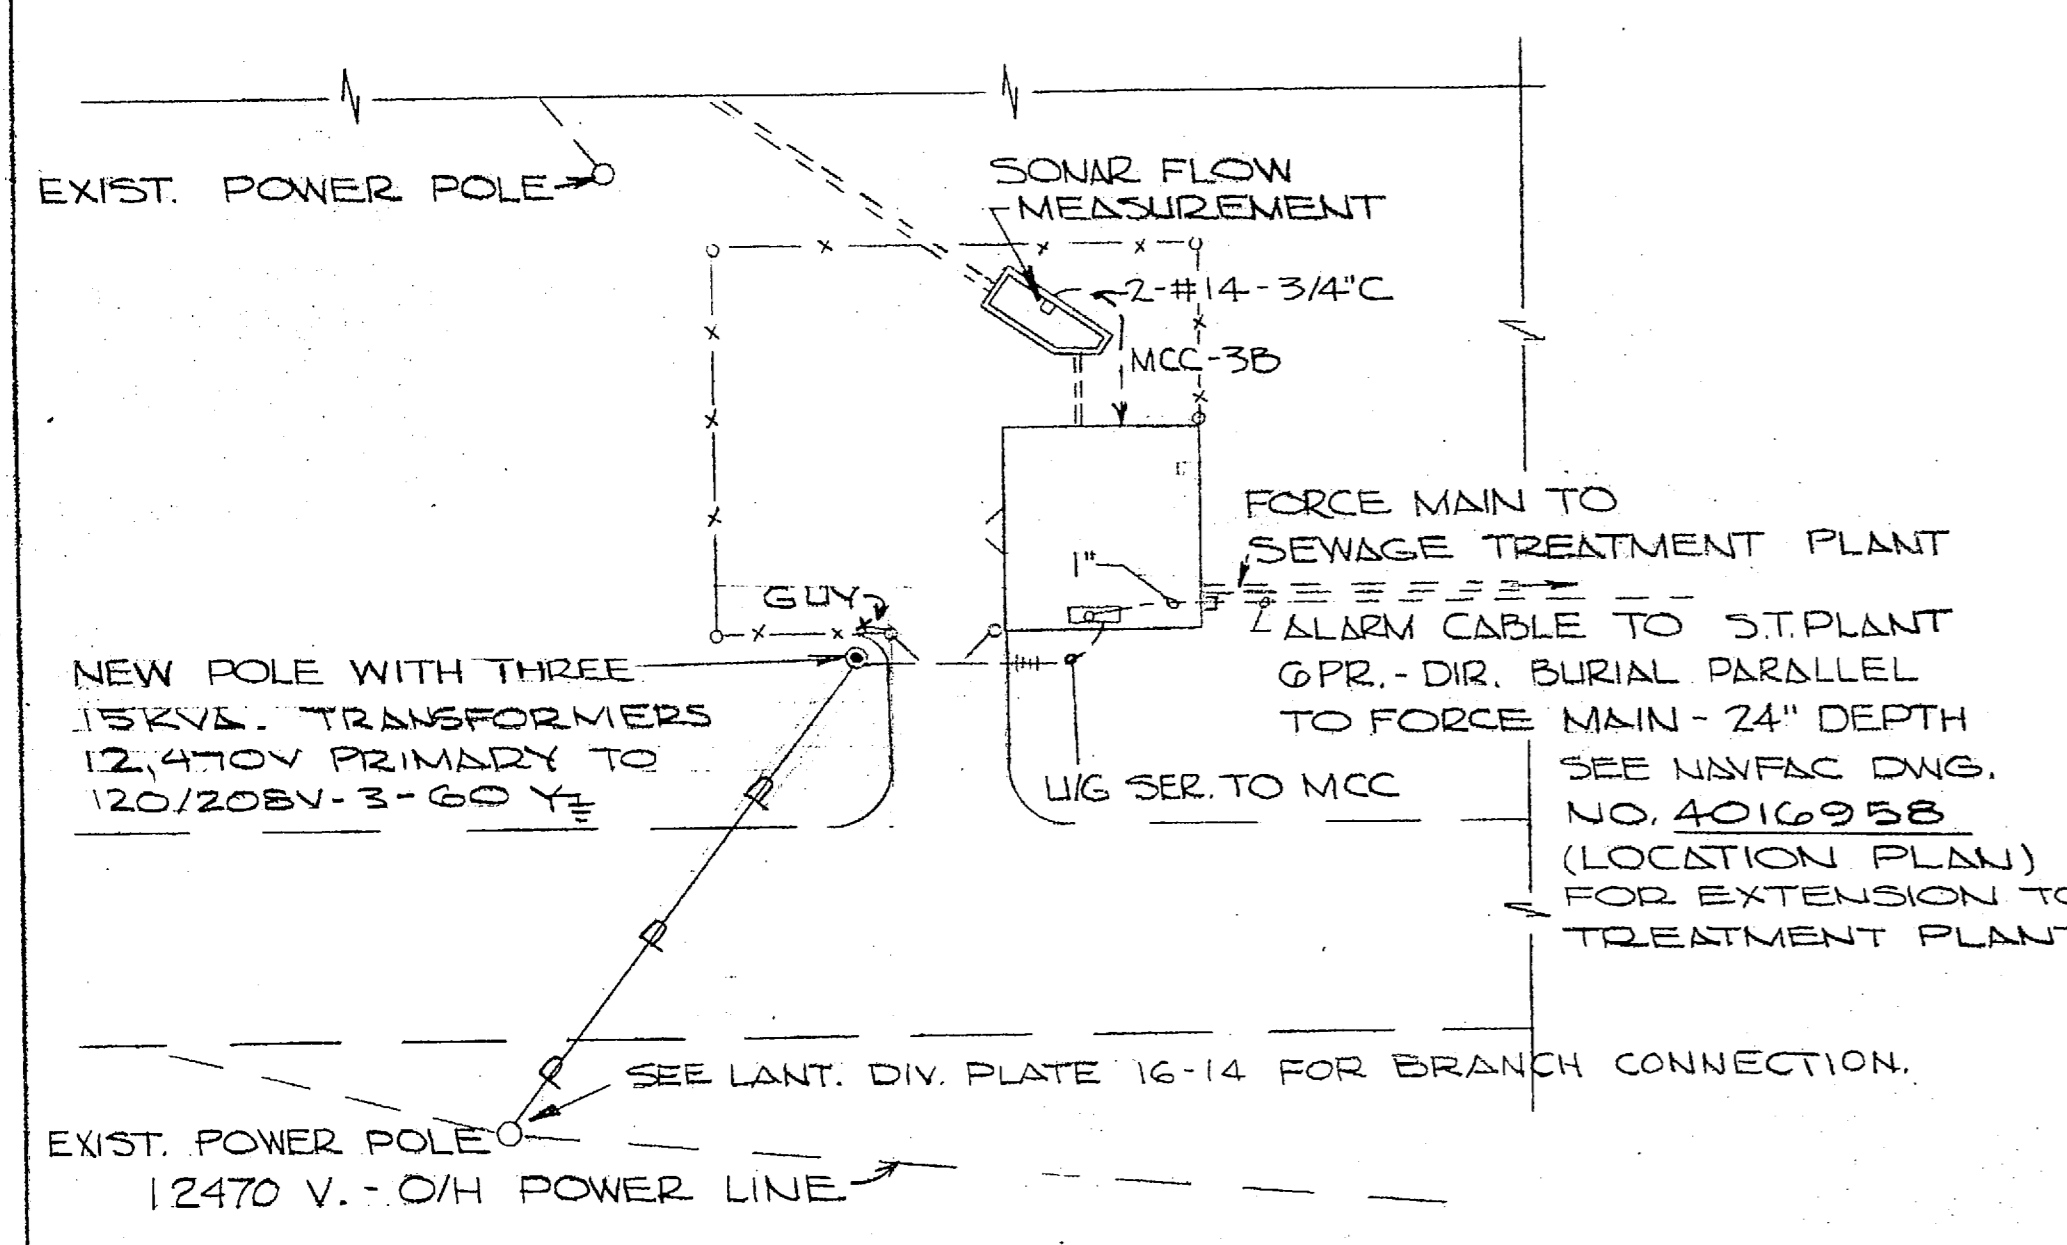 EXIST. POWER POLE
SONAR FLOW
MEASUREMENT
2-#14-3/4"C
MCC-3B
FORCE MAIN TO
SEWAGE TREATMENT PLANT
1"
GUY
ALARM CABLE TO S.T. PLANT
6PR.-DIR. BURIAL PARALLEL
TO FORCE MAIN - 24" DEPTH
SEE NAVFAC DWG.
NO. 4016958
(LOCATION PLAN)
FOR EXTENSION TO
TREATMENT PLANT
NEW POLE WITH THREE
15KVA. TRANSFORMERS
12,470V PRIMARY TO
120/208V-3-60 Y
U/G SER. TO MCC
SEE LANT. DIV. PLATE 16-14 FOR BRANCH CONNECTION.
EXIST. POWER POLE
12470 V. - O/H POWER LINE